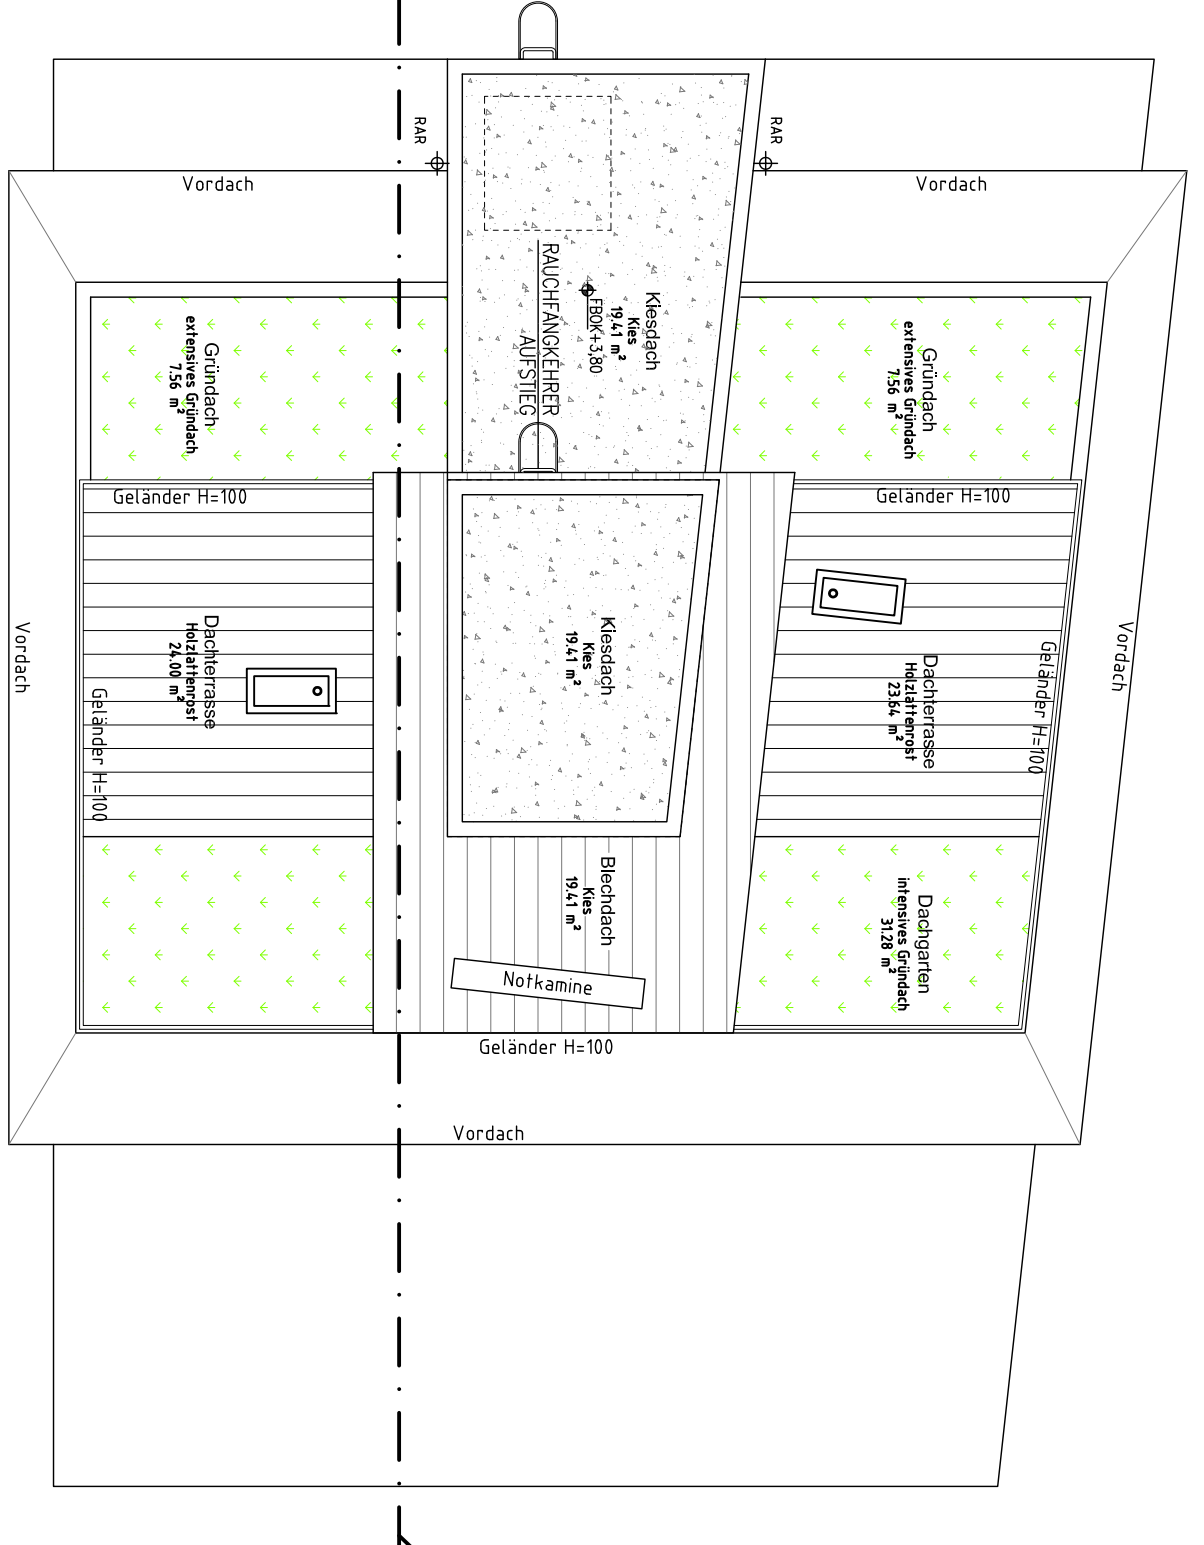 RAR
RAR
Vordach
Vordach
RAUCHFANGKEHRER
AUFSTIEG
Kiesdach
Kies
19.41 m²
FBOK+3,80
Gründach
extensives Gründach
7.56 m²
Gründach
extensives Gründach
7.56 m²
Geländer H=100
Geländer H=100
Vordach
Dachterrasse
Holzlattenrost
24.00 m²
Geländer H=100
Kiesdach
Kies
19.41 m²
Dachterrasse
Holzlattenrost
23.64 m²
Geländer H=100
Vordach
Blechdach
Kies
19.41 m²
Dachgarten
intensives Gründach
31.28 m²
Notkamine
Geländer H=100
Vordach